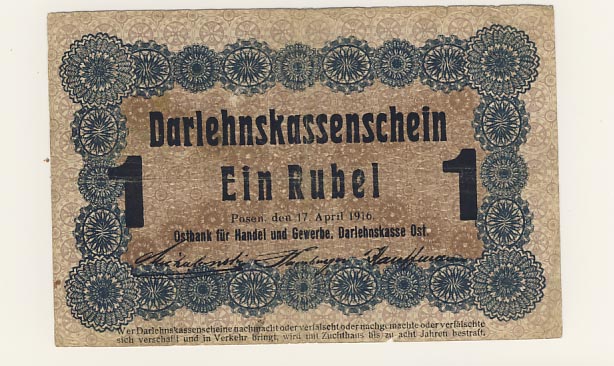 Darlehnskassenschein
1 Ein Rubel 1
Posen, den 17. April 1916.
Ostbank für Handel und Gewerbe, Darlehnskasse Ost.
Wer Darlehnskassenscheine nachmacht oder verfälscht oder nachgemachte oder verfälschte
sich verschafft und in Verkehr bringt, wird mit Zuchthaus bis zu acht Jahren bestraft.